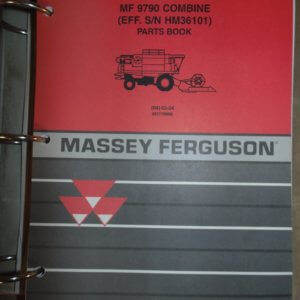 MF 9790 COMBINE
(EFF. S/N HM36101)
PARTS BOOK
MASSEY FERGUSON